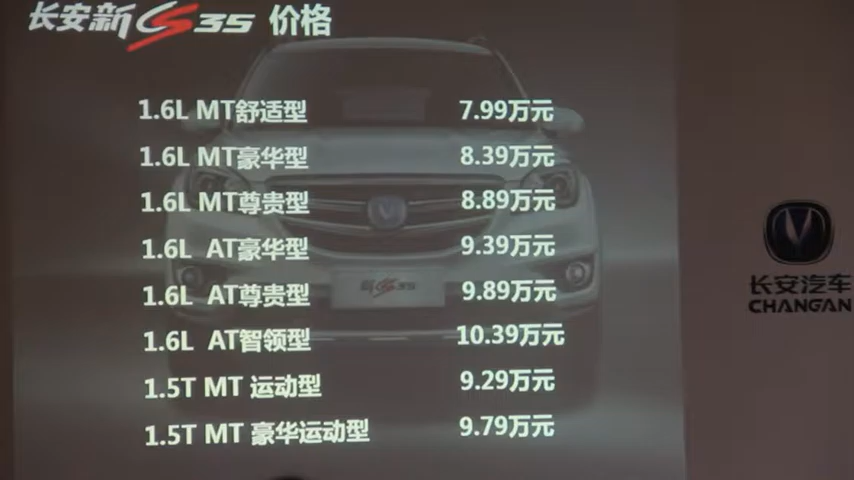 长安新CS35 价格
1.6L MT舒适型 7.99万元
1.6L MT豪华型 8.39万元
1.6L MT尊贵型 8.89万元
1.6L AT豪华型 9.39万元
1.6L AT尊贵型 9.89万元
新CS35
1.6L AT智领型 10.39万元
1.5T MT 运动型 9.29万元
1.5T MT 豪华运动型 9.79万元
长安汽车
CHANGAN